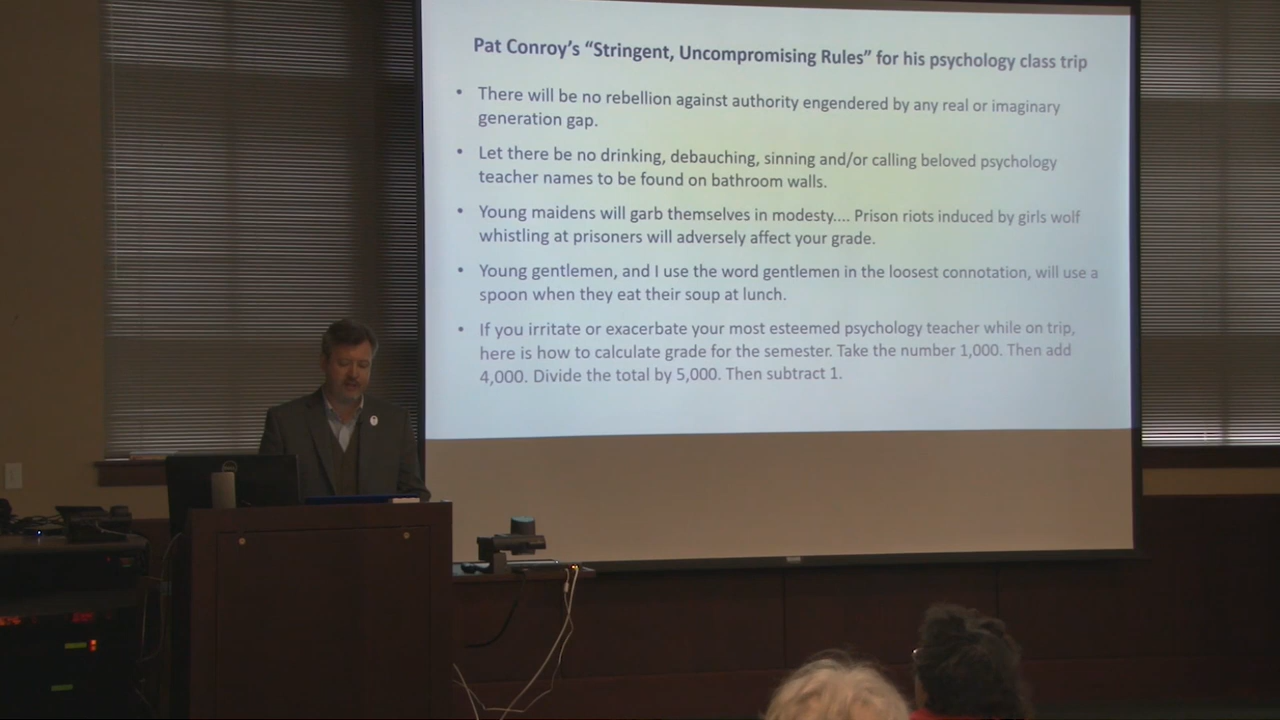 Pat Conroy's “Stringent, Uncompromising Rules” for his psychology class trip
• There will be no rebellion against authority engendered by any real or imaginary
generation gap.
• Let there be no drinking, debauching, sinning and/or calling beloved psychology
teacher names to be found on bathroom walls.
• Young maidens will garb themselves in modesty.... Prison riots induced by girls wolf
whistling at prisoners will adversely affect your grade.
• Young gentlemen, and I use the word gentlemen in the loosest connotation, will use a
spoon when they eat their soup at lunch.
• If you irritate or exacerbate your most esteemed psychology teacher while on trip,
here is how to calculate grade for the semester. Take the number 1,000. Then add
4,000. Divide the total by 5,000. Then subtract 1.